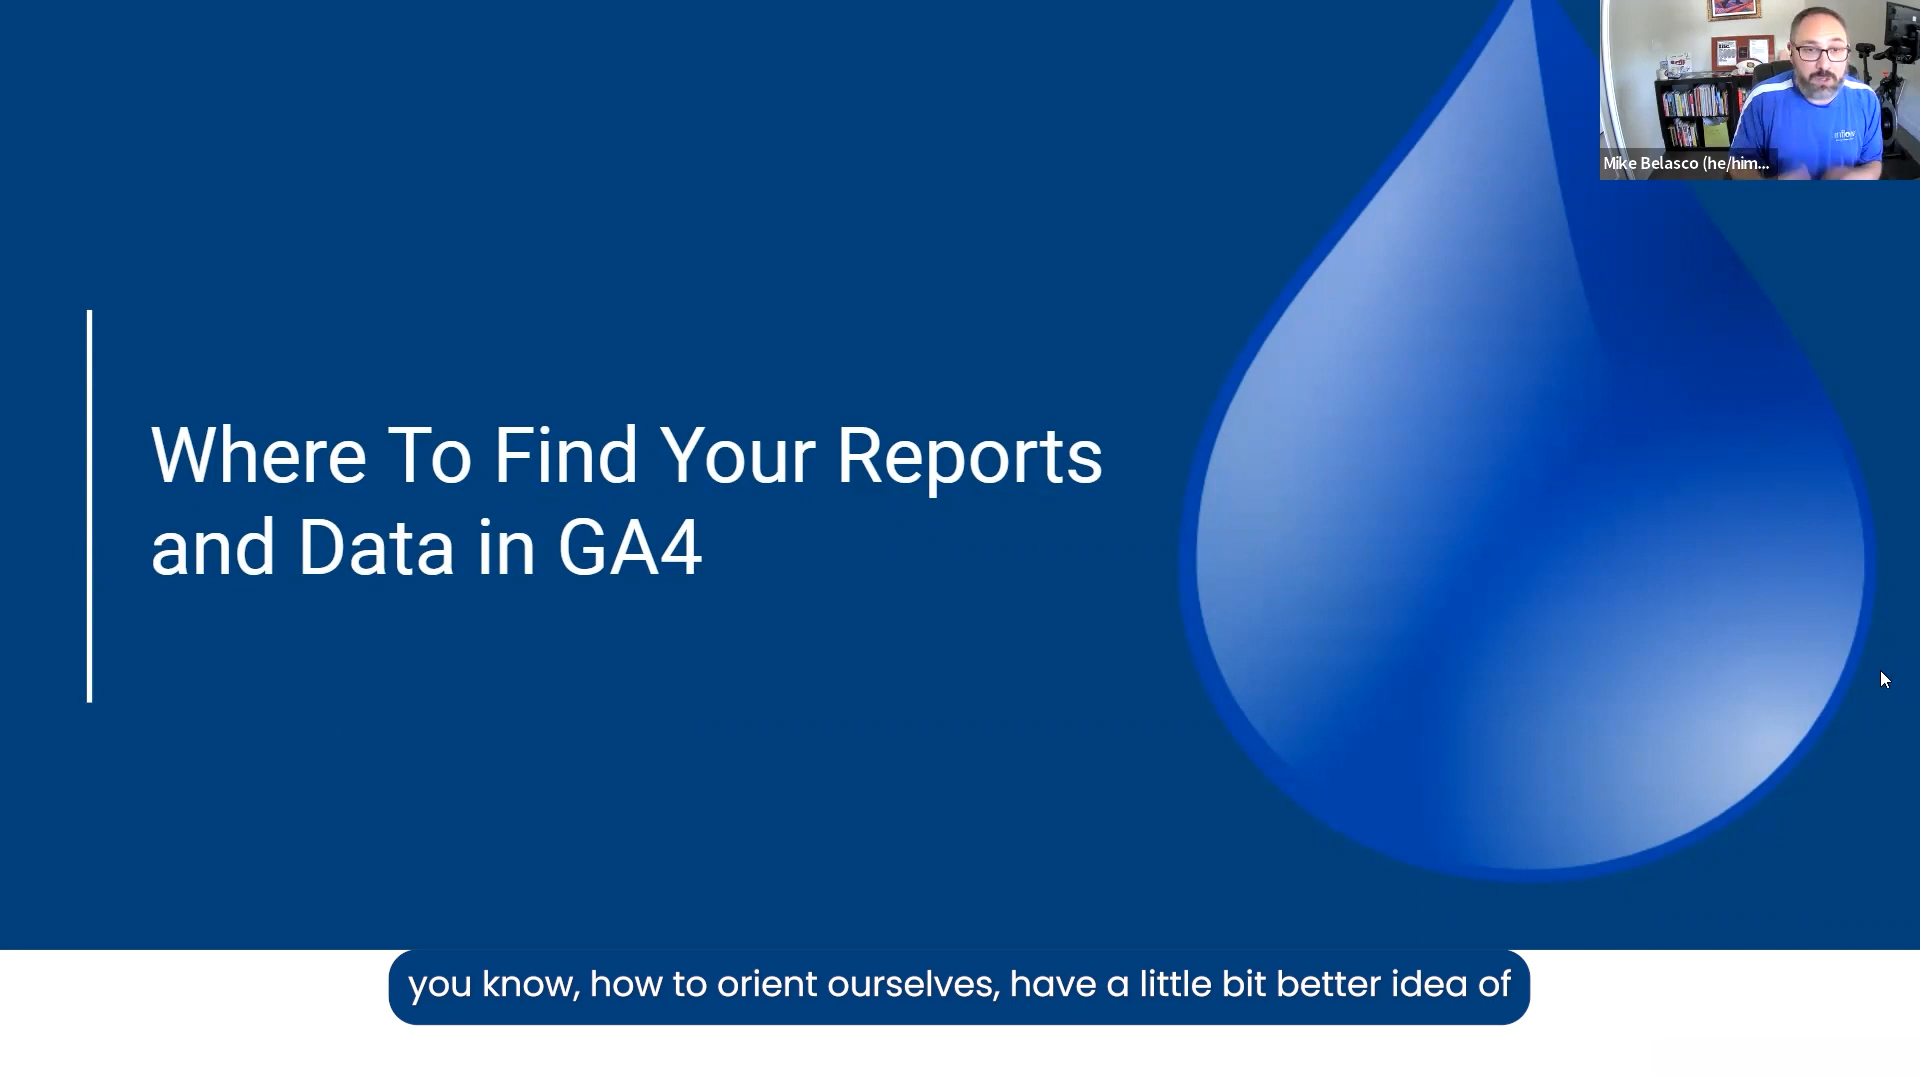 Mike Belasco (he/him...
Where To Find Your Reports
and Data in GA4
you know, how to orient ourselves, have a little bit better idea of